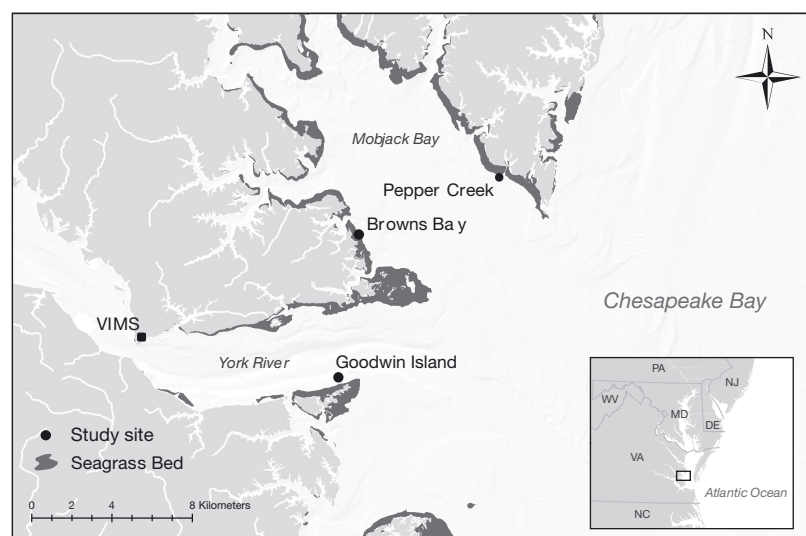 N
Mobjack Bay
Pepper Creek
Browns Bay
Chesapeake Bay
VIMS
York River
Goodwin Island
Study site
Seagrass Bed
0 2 4 8 Kilometers
PA
NJ
WV
MD
DE
VA
Atlantic Ocean
NC